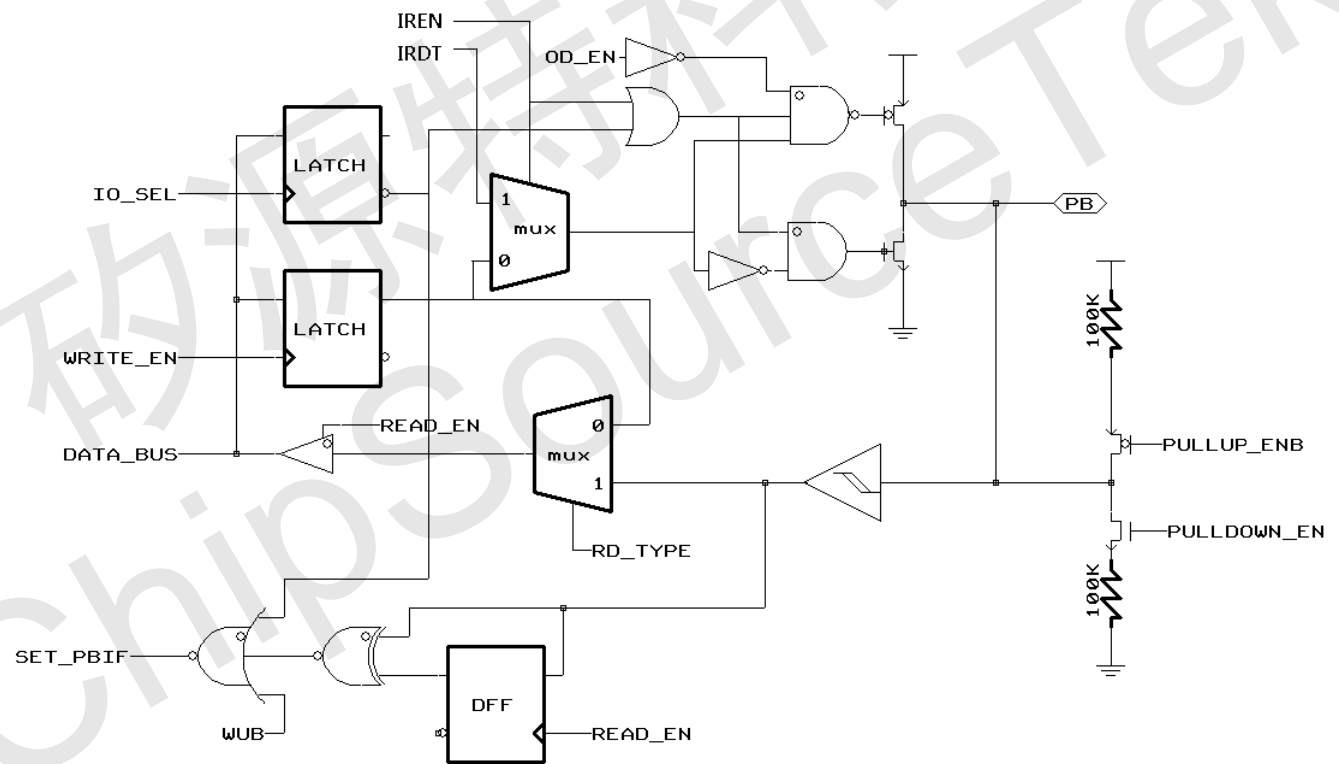 IREN
IRDT
OD_EN
LATCH
IO_SEL
1
mux
0
PB
LATCH
WRITE_EN
100K
READ_EN
DATA_BUS
0
mux
1
PULLUP_ENB
RD_TYPE
PULLDOWN_EN
100K
SET_PBIF
DFF
WUB
READ_EN
矽源特科
ChipSourceTek